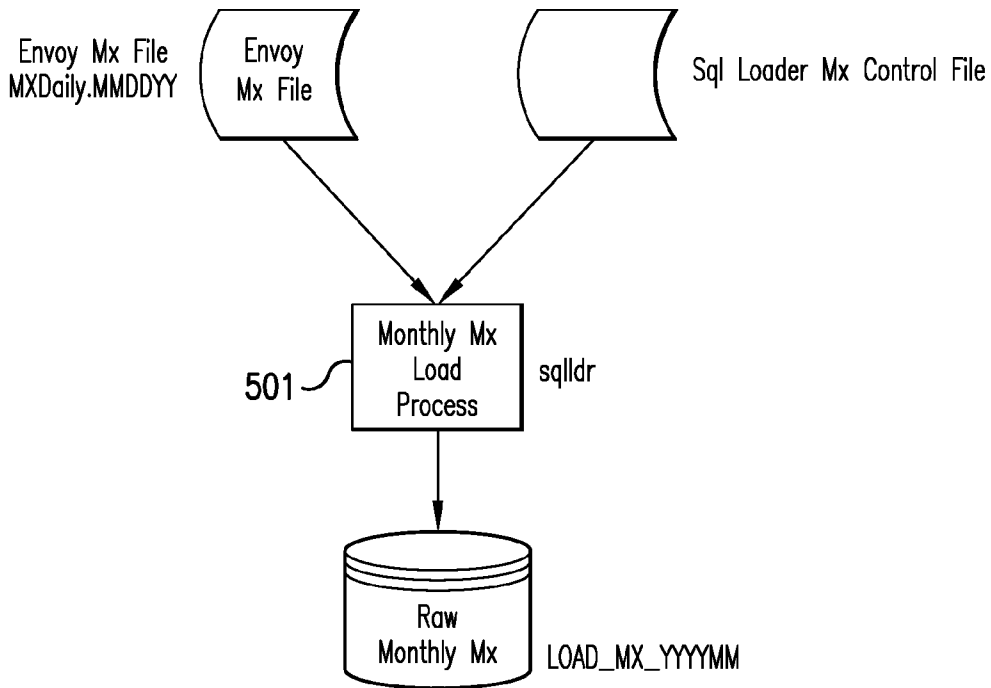 Envoy Mx File
MXDaily.MMDDYY
Envoy
Mx File
Sql Loader Mx Control File
Monthly Mx
Load
Process
501
sqlldr
Raw
Monthly Mx
LOAD_MX_YYYYMM